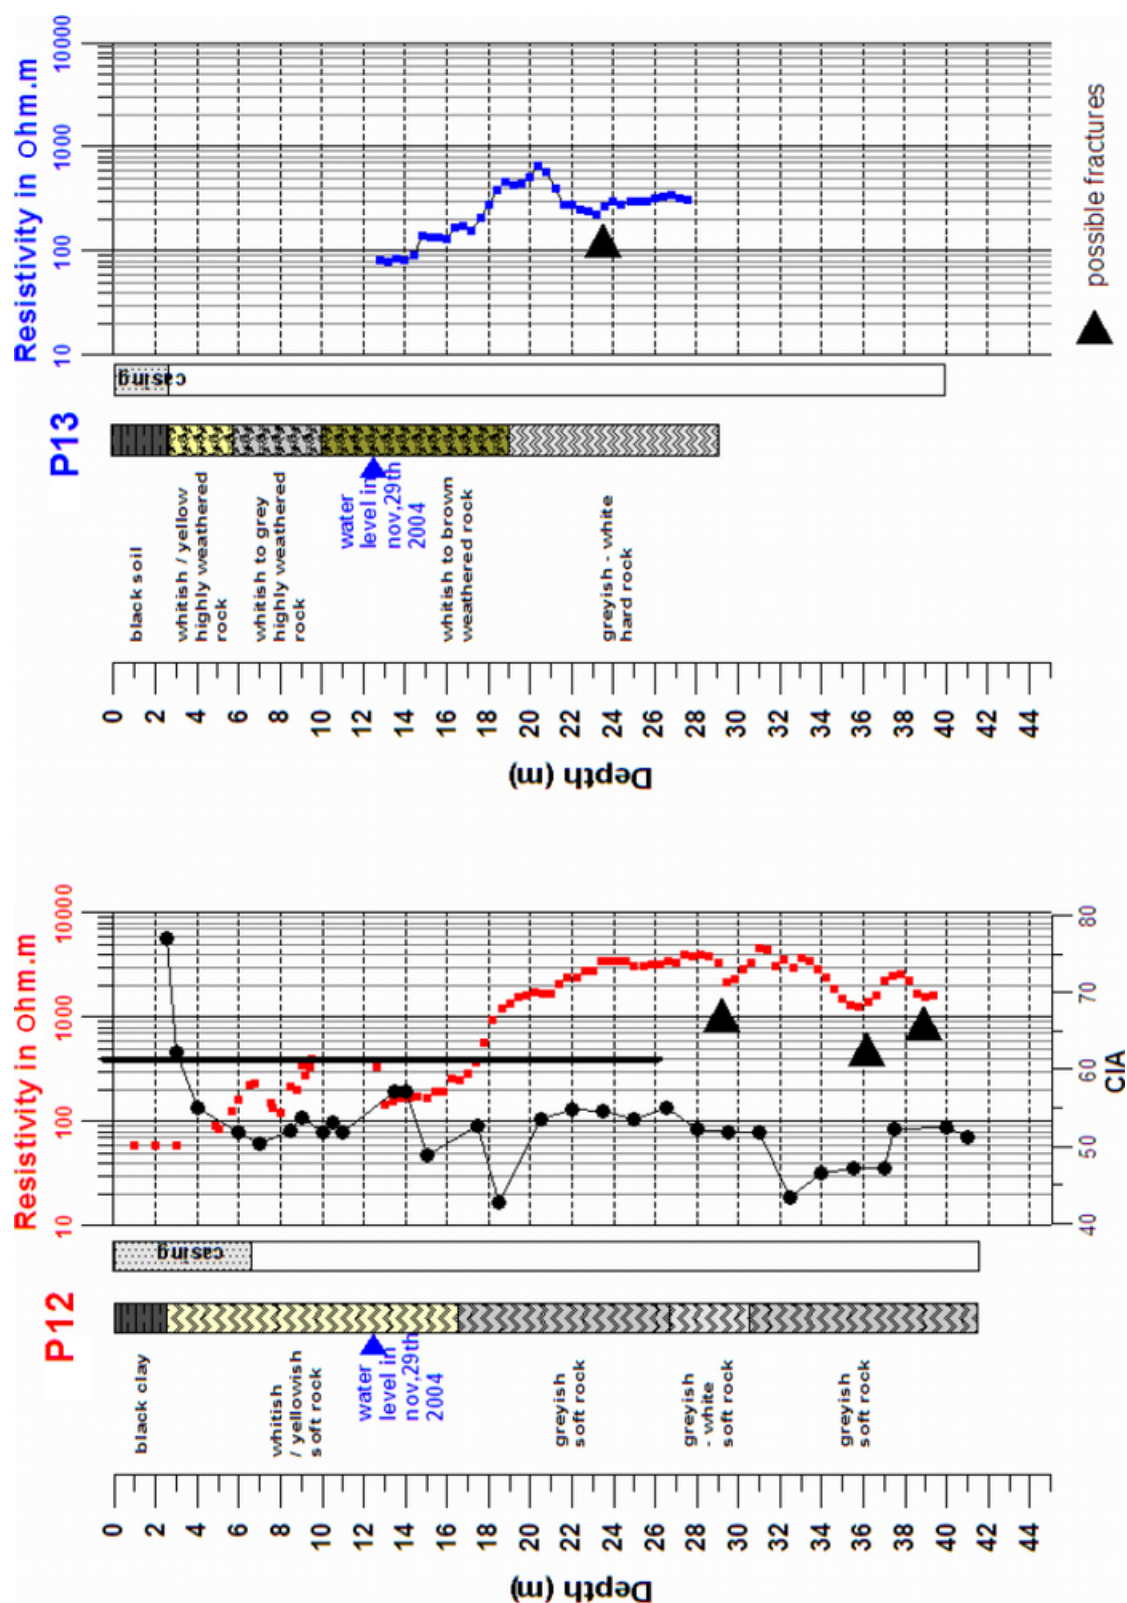 P12
P13
Resistivity in Ohm.m
10
100
1000
10000
casing
black clay
whitish
/ yellowish
soft rock
water
level in
nov,29th
2004
greyish
soft rock
greyish
- white
soft rock
greyish
soft rock
Depth (m)
0
2
4
6
8
10
12
14
16
18
20
22
24
26
28
30
32
34
36
38
40
42
44
40
50
60
70
80
CIA
Resistivity in Ohm.m
10
100
1000
10000
casing
black soil
whitish / yellow
highly weathered
rock
whitish to grey
highly weathered
rock
water
level in
nov,29th
2004
whitish to brown
weathered rock
greyish - white
hard rock
Depth (m)
0
2
4
6
8
10
12
14
16
18
20
22
24
26
28
30
32
34
36
38
40
42
44
possible fractures